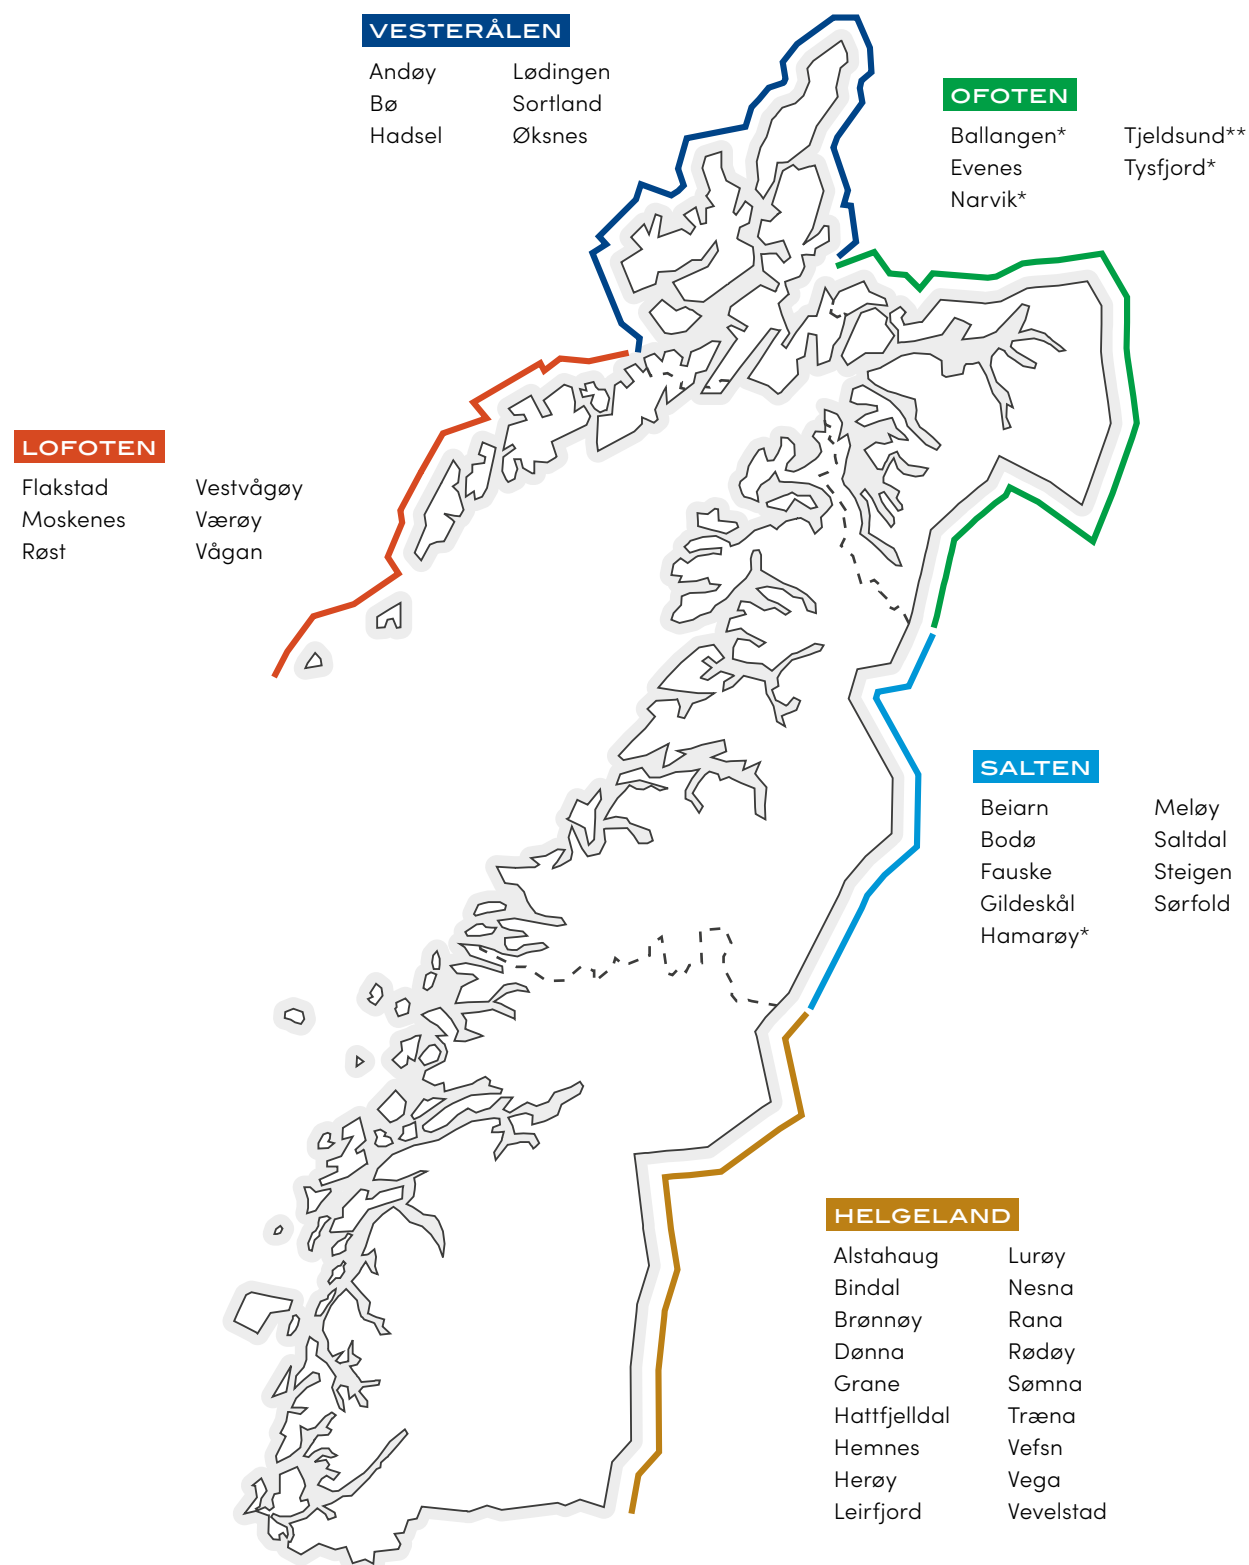 VESTERÅLEN
Andøy
Bø
Hadsel
Lødingen
Sortland
Øksnes
OFOTEN
Ballangen*
Evenes
Narvik*
Tjeldsund**
Tysfjord*
LOFOTEN
Flakstad
Moskenes
Røst
Vestvågøy
Værøy
Vågan
SALTEN
Beiarn
Bodø
Fauske
Gildeskål
Hamarøy*
Meløy
Saltdal
Steigen
Sørfold
HELGELAND
Alstahaug
Bindal
Brønnøy
Dønna
Grane
Hattfjelldal
Hemnes
Herøy
Leirfjord
Lurøy
Nesna
Rana
Rødøy
Sømna
Træna
Vefsn
Vega
Vevelstad